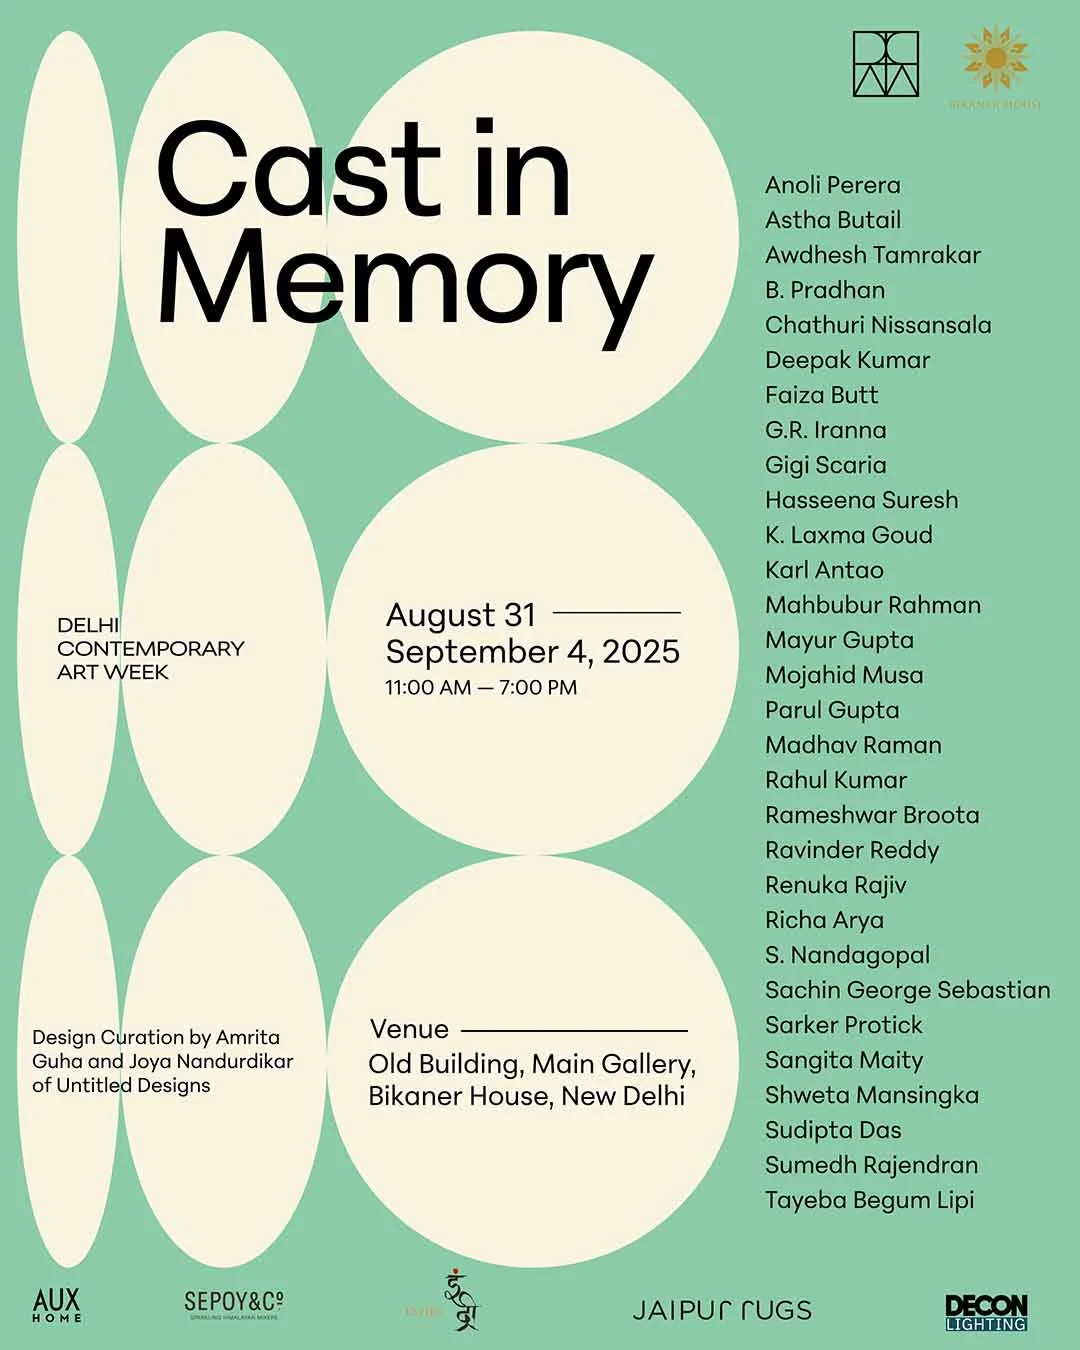 Cast in
Memory
BIKANER HOUSE
Anoli Perera
Astha Butail
Awdhesh Tamrakar
B. Pradhan
Chathuri Nissansala
Deepak Kumar
Faiza Butt
G.R. Iranna
Gigi Scaria
Hasseena Suresh
K. Laxma Goud
Karl Antao
Mahbubur Rahman
Mayur Gupta
Mojahid Musa
Parul Gupta
Madhav Raman
Rahul Kumar
Rameshwar Broota
Ravinder Reddy
Renuka Rajiv
Richa Arya
S. Nandagopal
Sachin George Sebastian
Sarker Protick
Sangita Maity
Shweta Mansingka
Sudipta Das
Sumedh Rajendran
Tayeba Begum Lipi
DELHI
CONTEMPORARY
ART WEEK
August 31
September 4, 2025
11:00 AM — 7:00 PM
Design Curation by Amrita
Guha and Joya Nandurdikar
of Untitled Designs
Venue
Old Building, Main Gallery,
Bikaner House, New Delhi
AUX
HOME
SEPOY&Cº
SPARKLING HIMALAYAN MIXERS
JAIPUR RUGS
DECON
LIGHTING